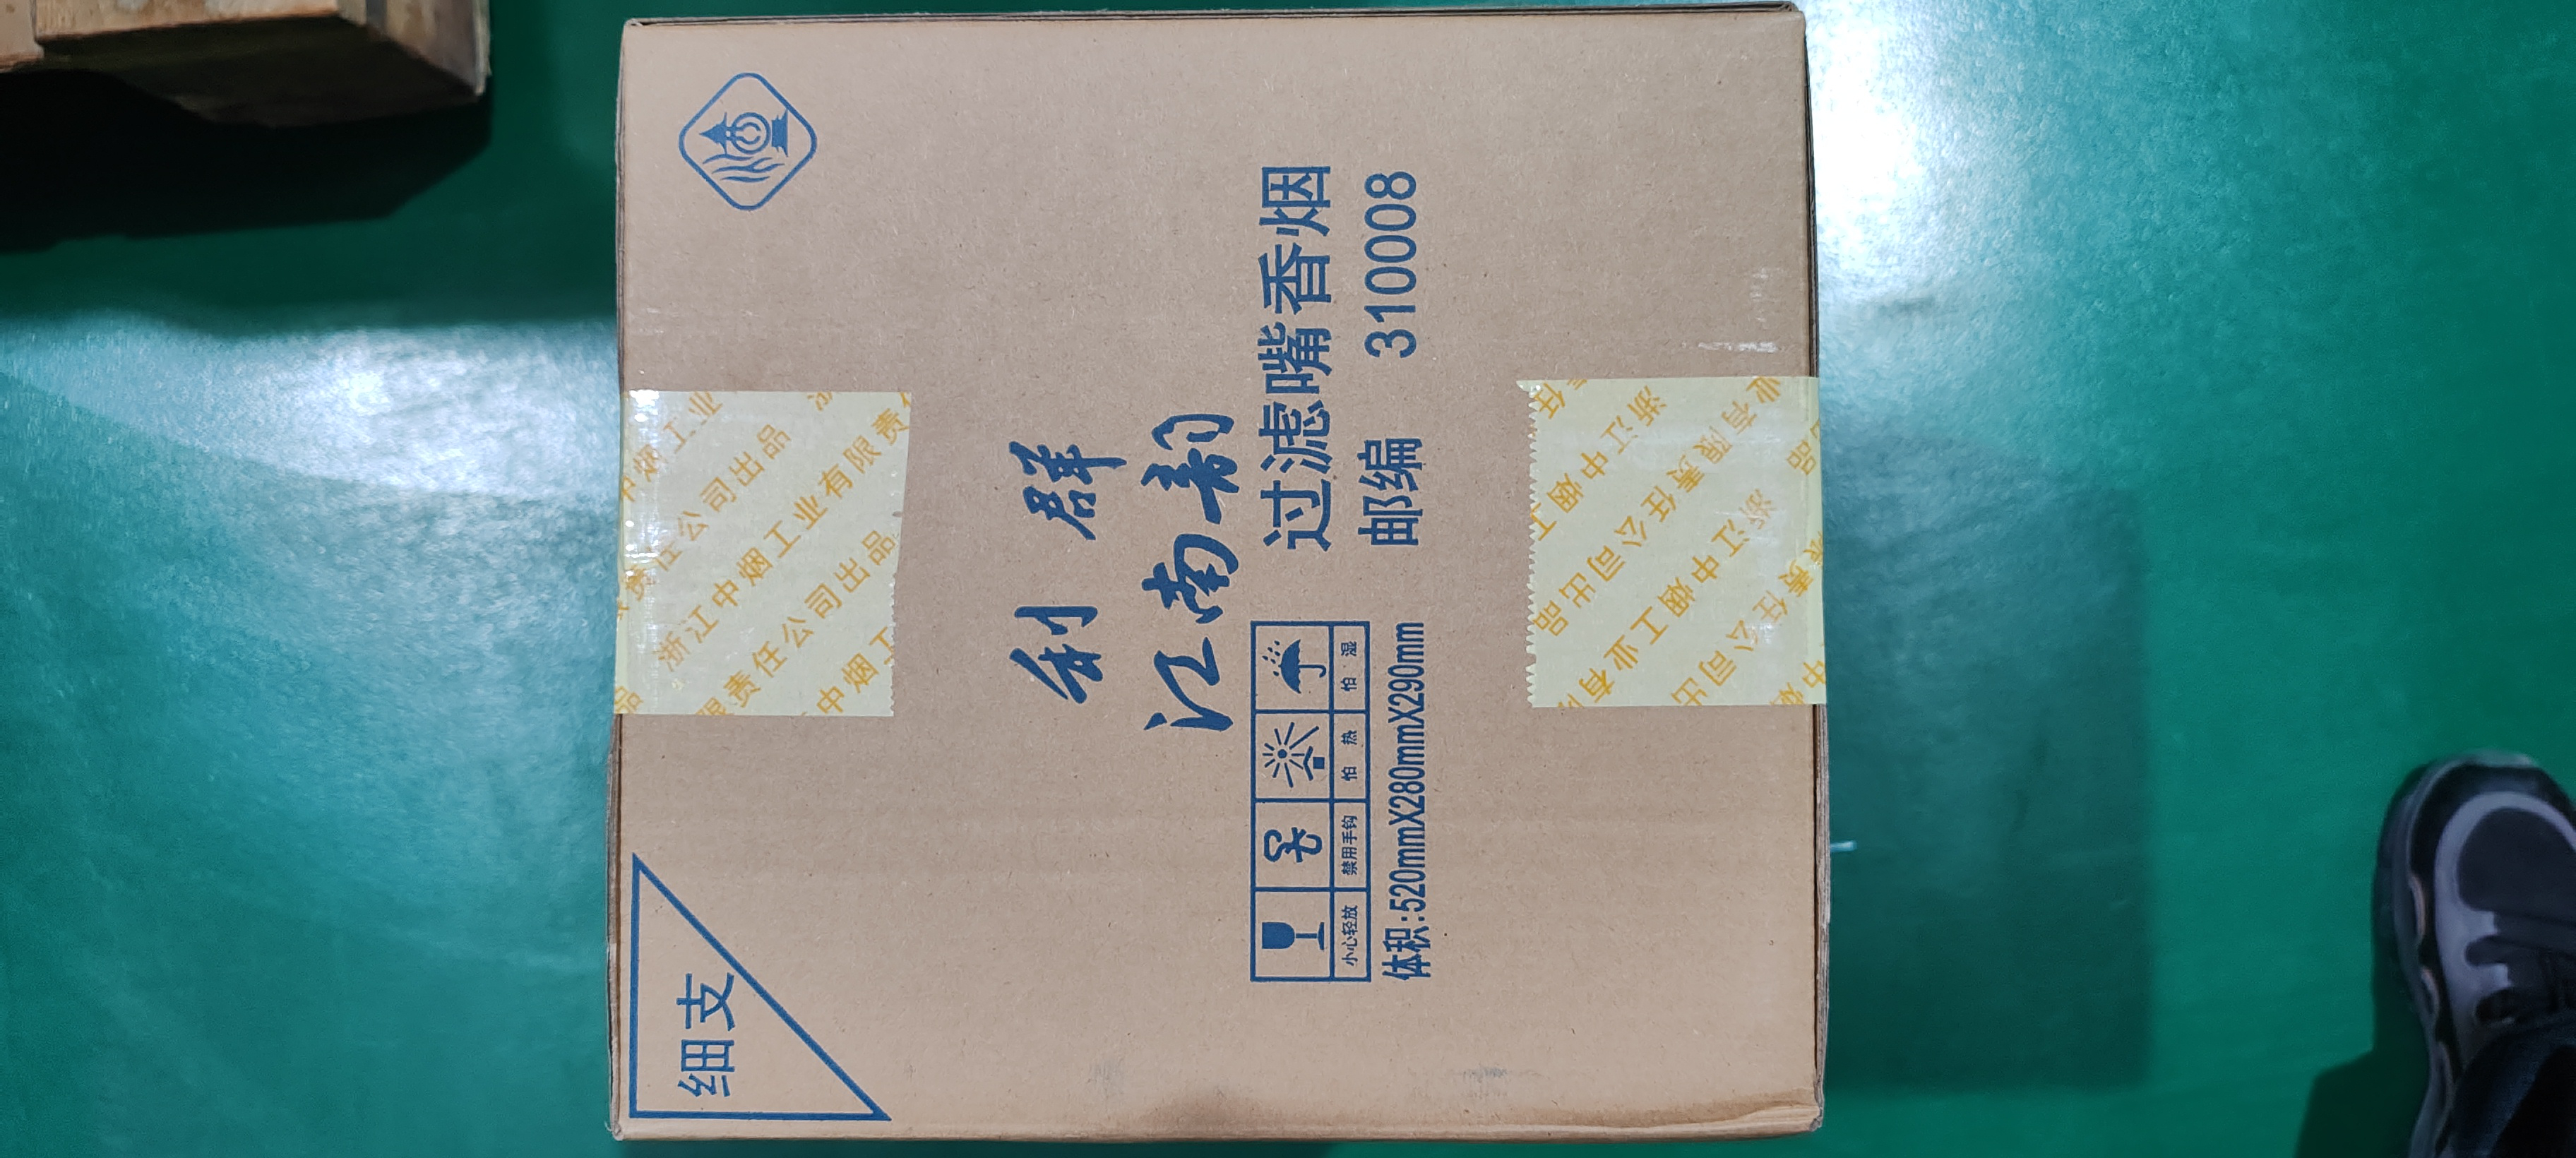 细支
利群
江南韵
过滤嘴香烟
邮编 310008
小心轻放 禁用手钩 怕热 怕湿
体积:520mmX280mmX290mm
中烟工业
责任公司出品
浙江中烟工业有限责
限责任公司出品
中烟工
浙江中烟工
业有限责任公司出品
浙江中烟工业有
限责任公司出